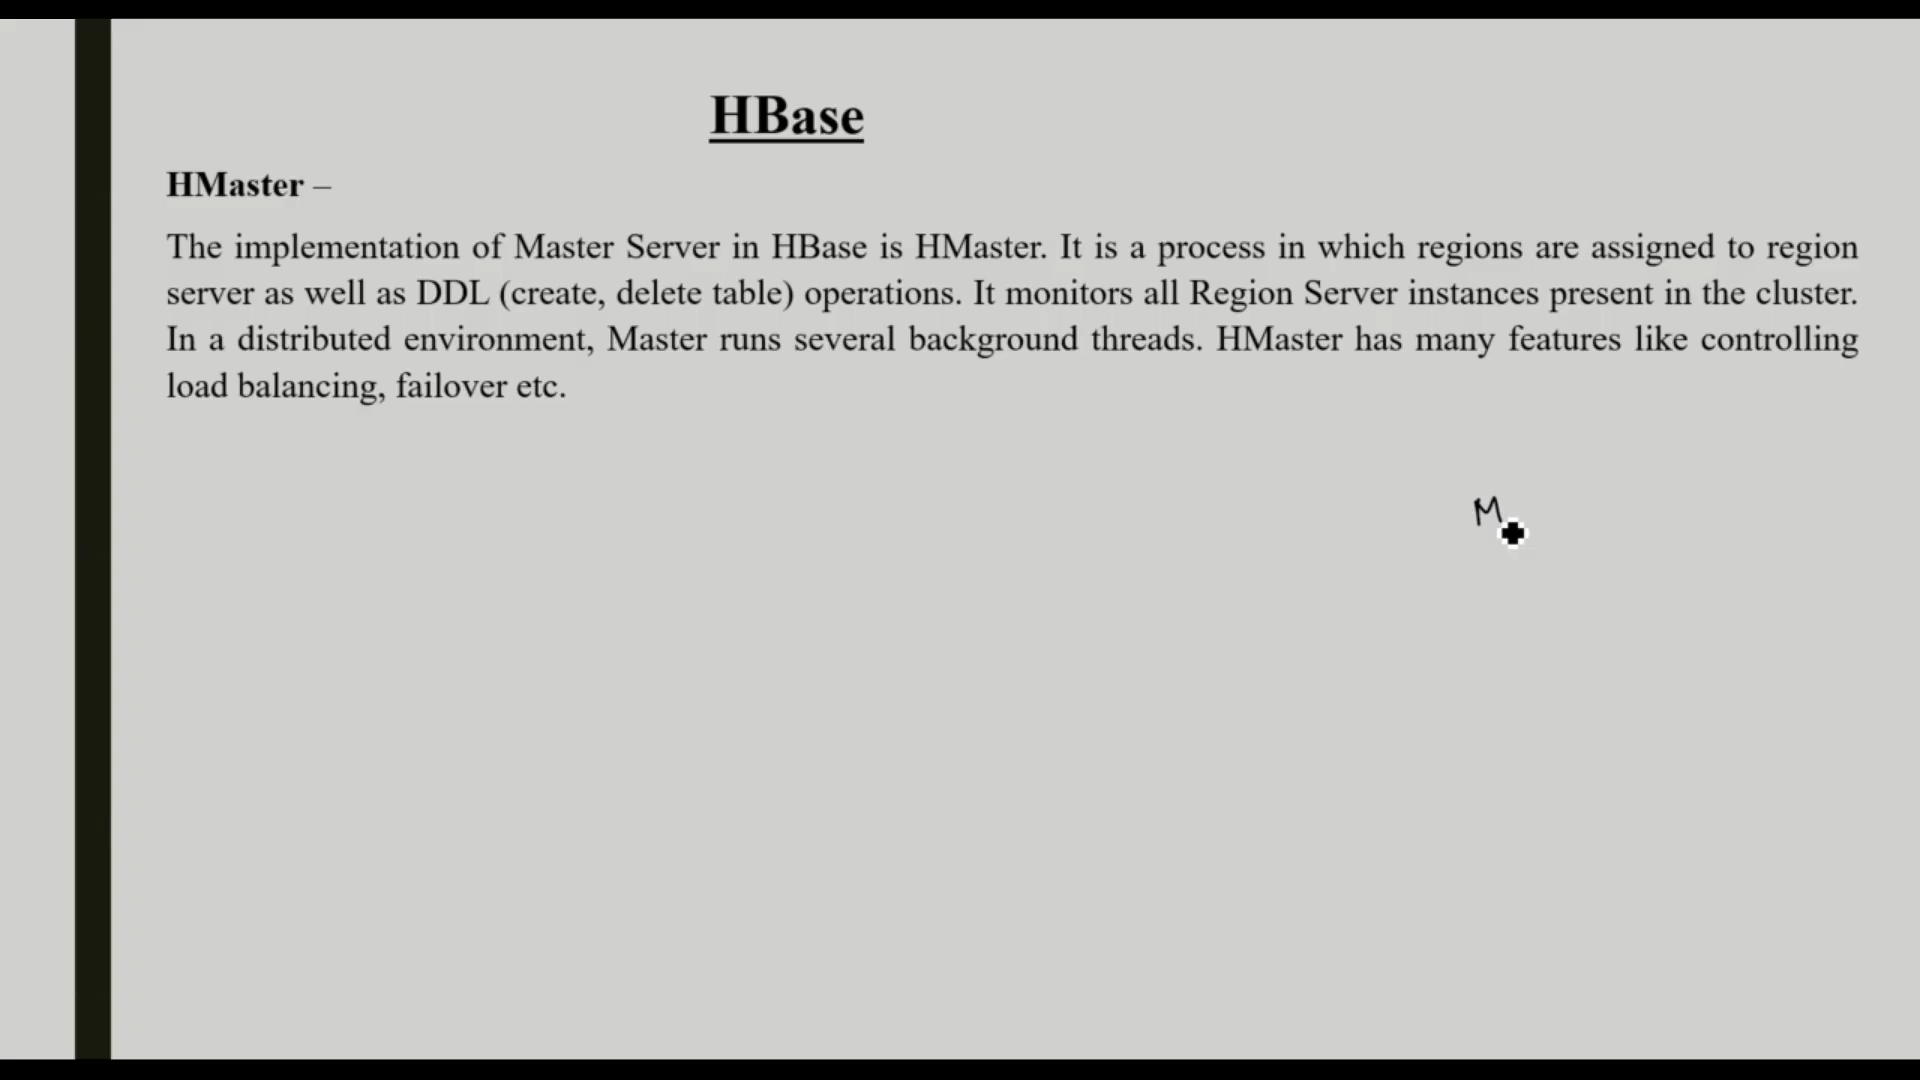 HBase
HMaster –
The implementation of Master Server in HBase is HMaster. It is a process in which regions are assigned to region
server as well as DDL (create, delete table) operations. It monitors all Region Server instances present in the cluster.
In a distributed environment, Master runs several background threads. HMaster has many features like controlling
load balancing, failover etc.
M